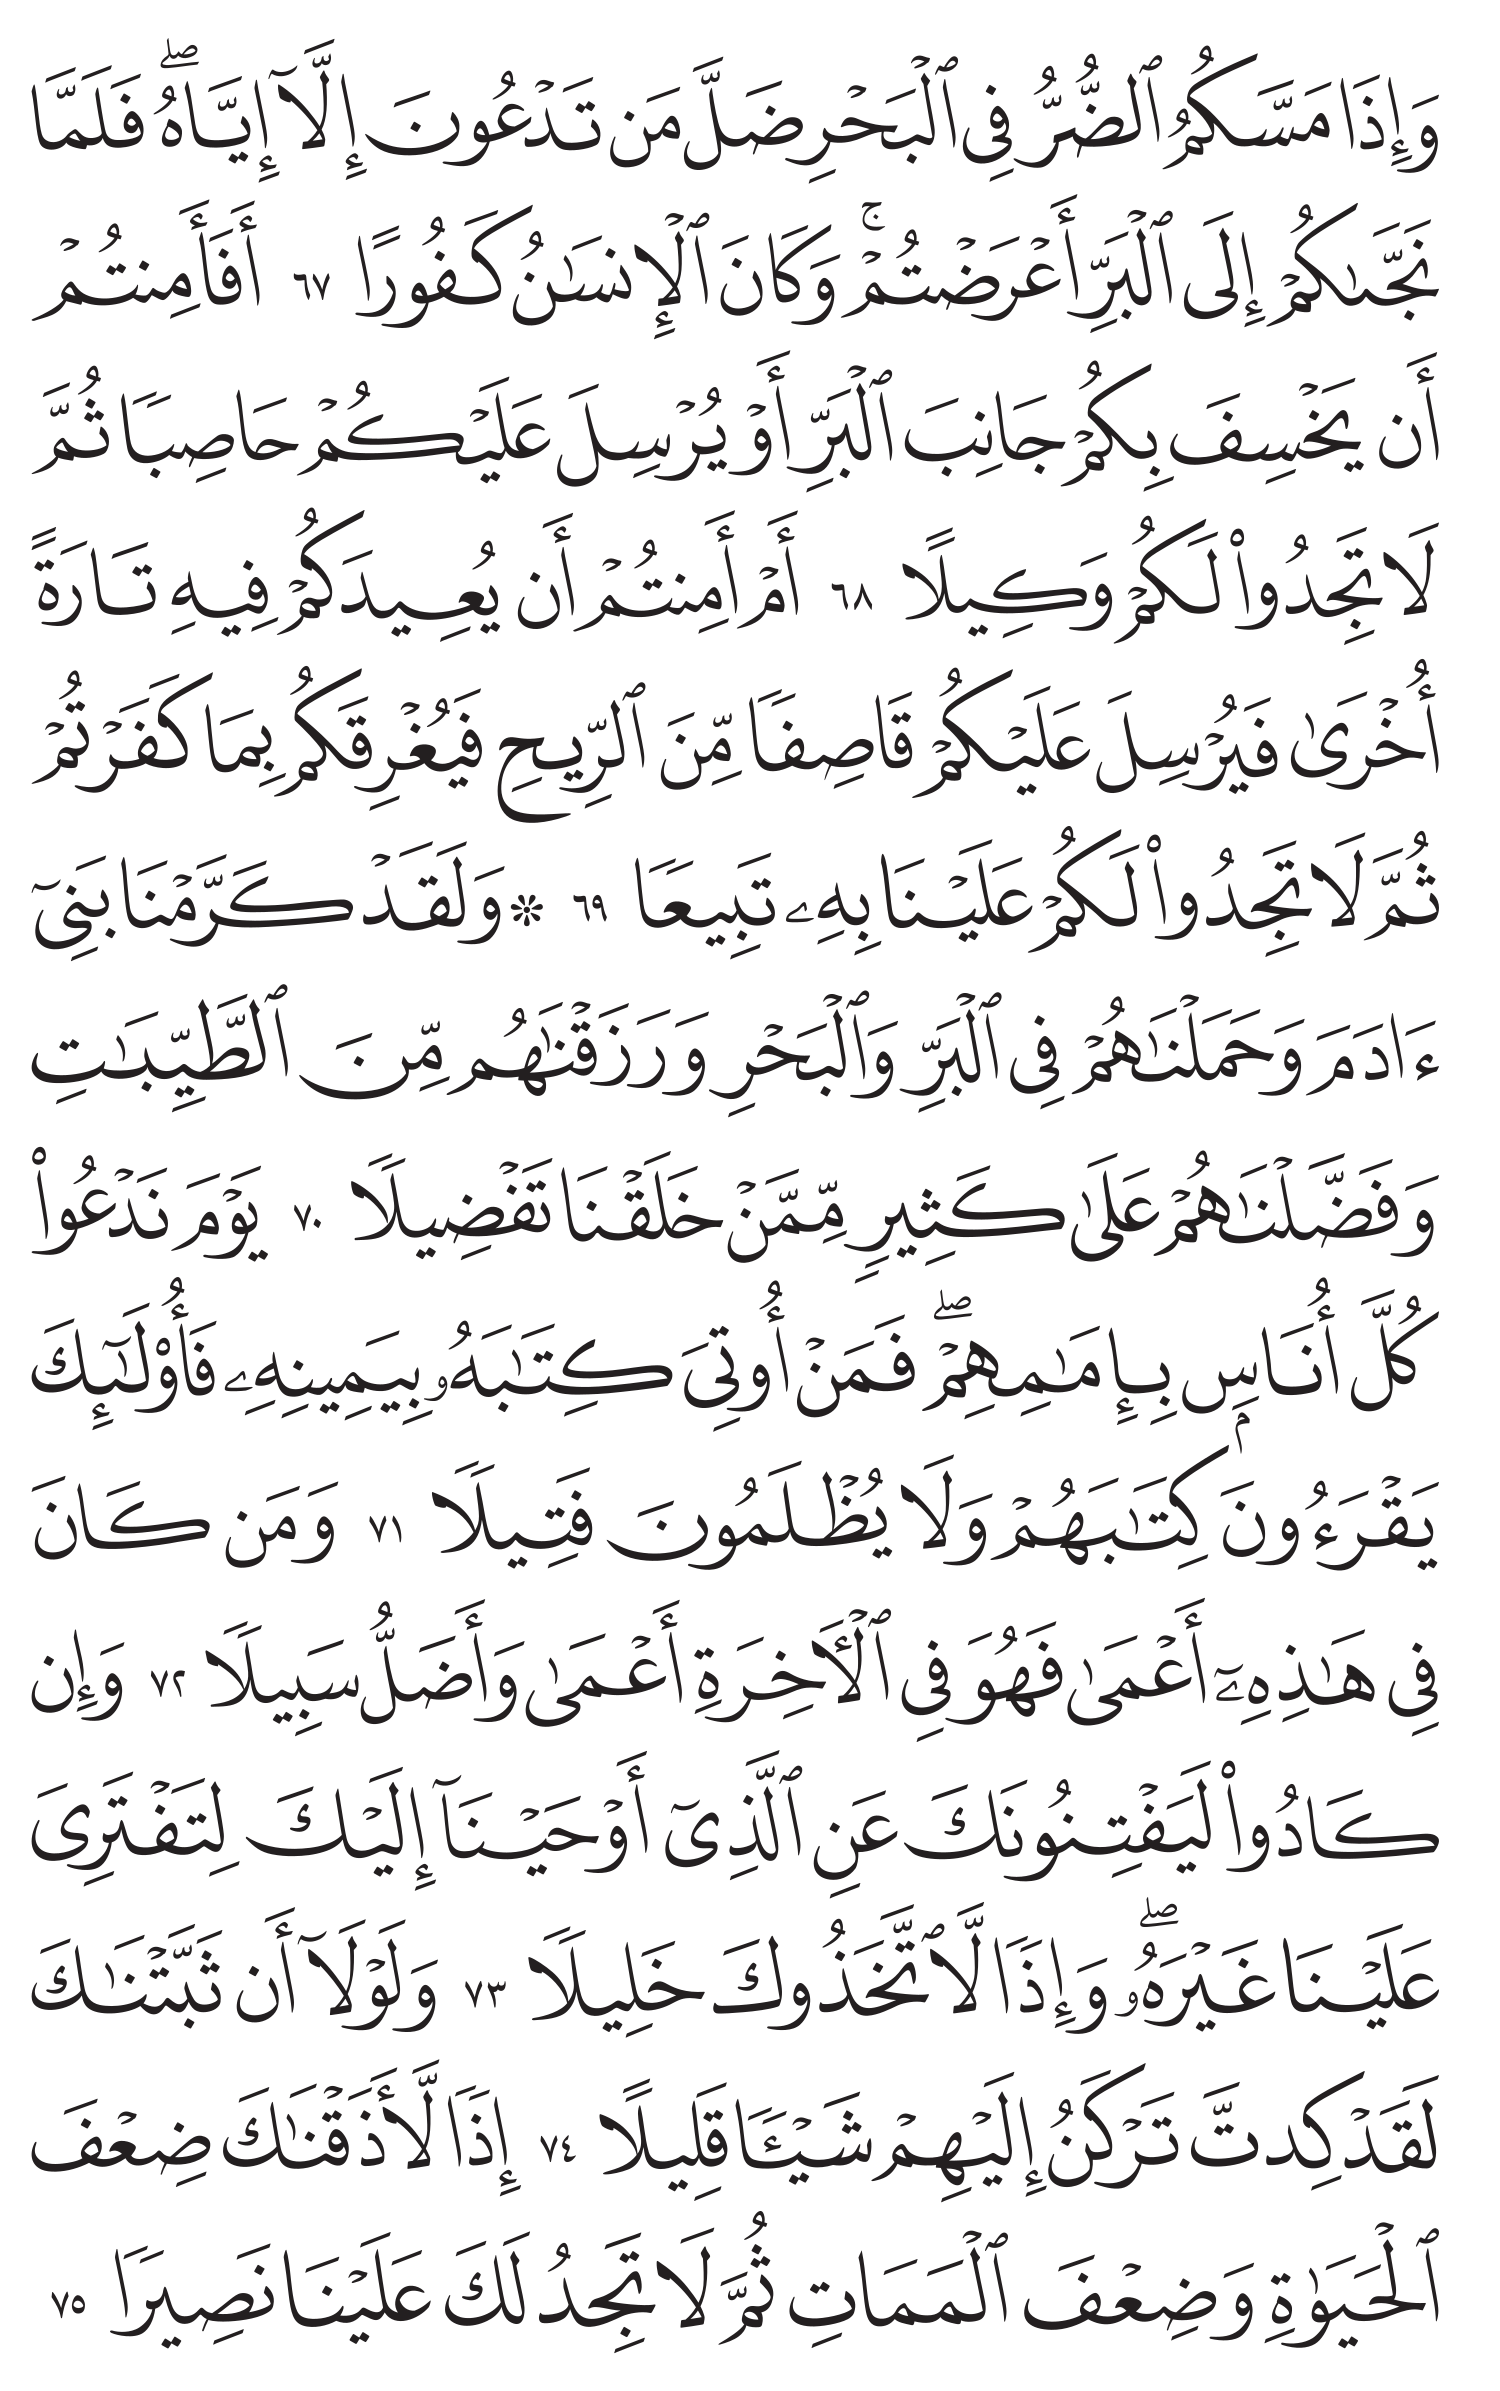 وَإِذَا مَسَّكُمُ ٱلضُّرُّ فِى ٱلْبَحْرِ ضَلَّ مَن تَدْعُونَ إِلَّآ إِيَّاهُ ۖ فَلَمَّا
نَجَّىٰكُمْ إِلَى ٱلْبَرِّ أَعْرَضْتُمْ ۚ وَكَانَ ٱلْإِنسَـٰنُ كَفُورًا ٦٧ أَفَأَمِنتُمْ
أَن يَخْسِفَ بِكُمْ جَانِبَ ٱلْبَرِّ أَوْ يُرْسِلَ عَلَيْكُمْ حَاصِبًا ثُمَّ
لَا تَجِدُوا۟ لَكُمْ وَكِيلًا ٦٨ أَمْ أَمِنتُمْ أَن يُعِيدَكُمْ فِيهِ تَارَةً
أُخْرَىٰ فَيُرْسِلَ عَلَيْكُمْ قَاصِفًا مِّنَ ٱلرِّيحِ فَيُغْرِقَكُم بِمَا كَفَرْتُمْ
ثُمَّ لَا تَجِدُوا۟ لَكُمْ عَلَيْنَا بِهِۦ تَبِيعًا ٦٩ ۞ وَلَقَدْ كَرَّمْنَا بَنِىٓ
ءَادَمَ وَحَمَلْنَـٰهُمْ فِى ٱلْبَرِّ وَٱلْبَحْرِ وَرَزَقْنَـٰهُم مِّنَ ٱلطَّيِّبَـٰتِ
وَفَضَّلْنَـٰهُمْ عَلَىٰ كَثِيرٍ مِّمَّنْ خَلَقْنَا تَفْضِيلًا ٧٠ يَوْمَ نَدْعُوا۟
كُلَّ أُنَاسٍۭ بِإِمَـٰمِهِمْ ۖ فَمَنْ أُوتِىَ كِتَـٰبَهُۥ بِيَمِينِهِۦ فَأُو۟لَـٰٓئِكَ
يَقْرَءُونَ كِتَـٰبَهُمْ وَلَا يُظْلَمُونَ فَتِيلًا ٧١ وَمَن كَانَ
فِى هَـٰذِهِۦٓ أَعْمَىٰ فَهُوَ فِى ٱلْـَٔاخِرَةِ أَعْمَىٰ وَأَضَلُّ سَبِيلًا ٧٢ وَإِن
كَادُوا۟ لَيَفْتِنُونَكَ عَنِ ٱلَّذِىٓ أَوْحَيْنَآ إِلَيْكَ لِتَفْتَرِىَ
عَلَيْنَا غَيْرَهُۥ ۖ وَإِذًا لَّٱتَّخَذُوكَ خَلِيلًا ٧٣ وَلَوْلَآ أَن ثَبَّتْنَـٰكَ
لَقَدْ كِدتَّ تَرْكَنُ إِلَيْهِمْ شَيْـًٔا قَلِيلًا ٧٤ إِذًا لَّأَذَقْنَـٰكَ ضِعْفَ
ٱلْحَيَوٰةِ وَضِعْفَ ٱلْمَمَاتِ ثُمَّ لَا تَجِدُ لَكَ عَلَيْنَا نَصِيرًا ٧٥